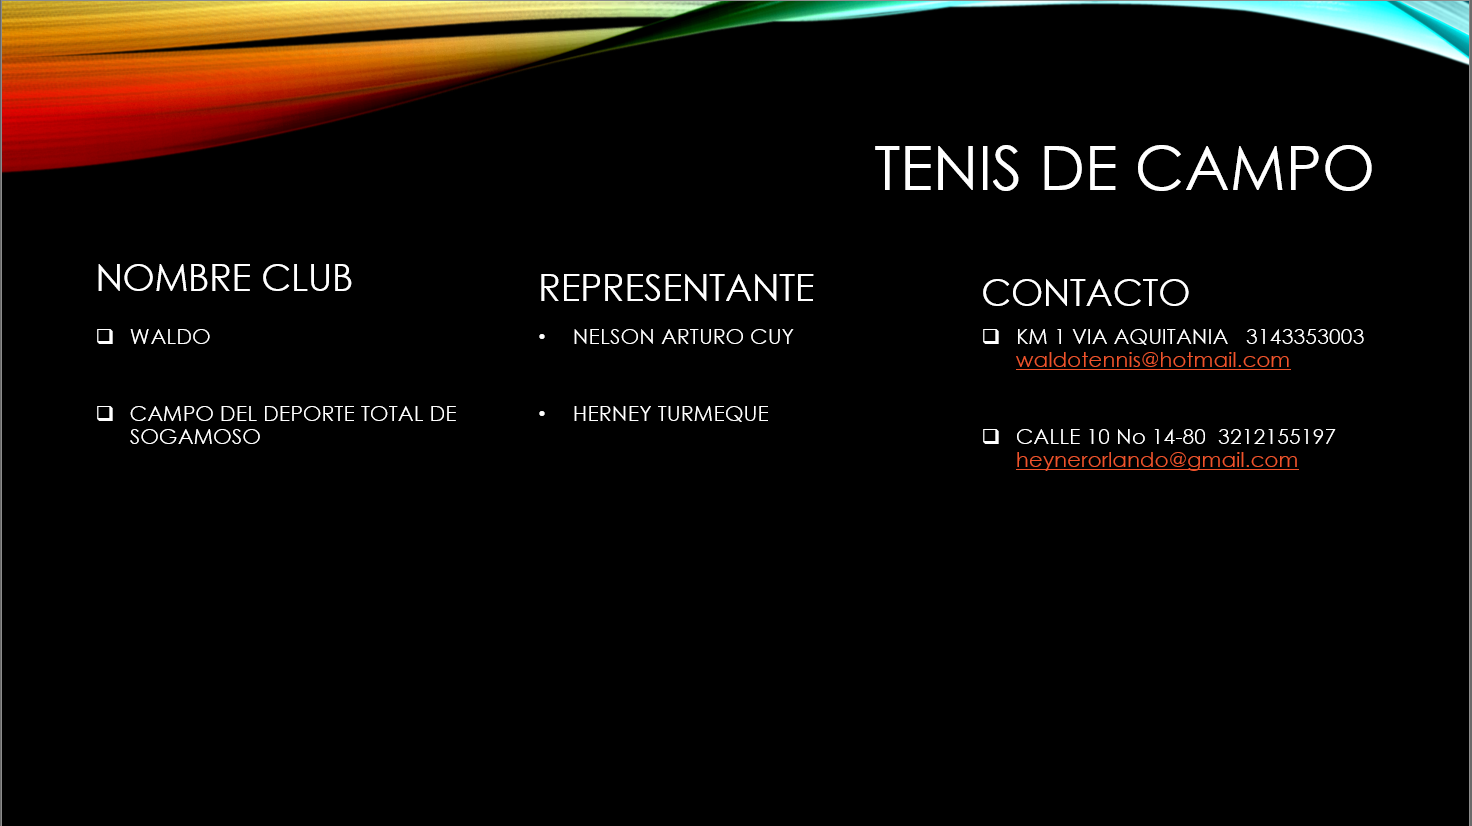 TENIS DE CAMPO
NOMBRE CLUB
❑ WALDO
❑ CAMPO DEL DEPORTE TOTAL DE
SOGAMOSO
REPRESENTANTE
• NELSON ARTURO CUY
• HERNEY TURMEQUE
CONTACTO
❑ KM 1 VIA AQUITANIA 3143353003
waldotennis@hotmail.com
❑ CALLE 10 No 14-80 3212155197
heynerorlando@gmail.com